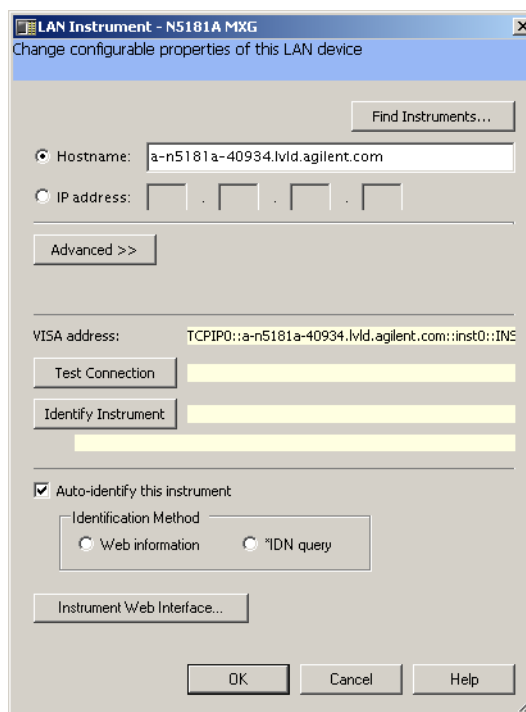 LAN Instrument - N5181A MXG
Change configurable properties of this LAN device
Find Instruments...
Hostname: a-n5181a-40934.lvld.agilent.com
IP address: . . .
Advanced >>
VISA address: TCPIP0::a-n5181a-40934.lvld.agilent.com::inst0::INS
Test Connection
Identify Instrument
Auto-identify this instrument
Identification Method
Web information *IDN query
Instrument Web Interface...
OK Cancel Help